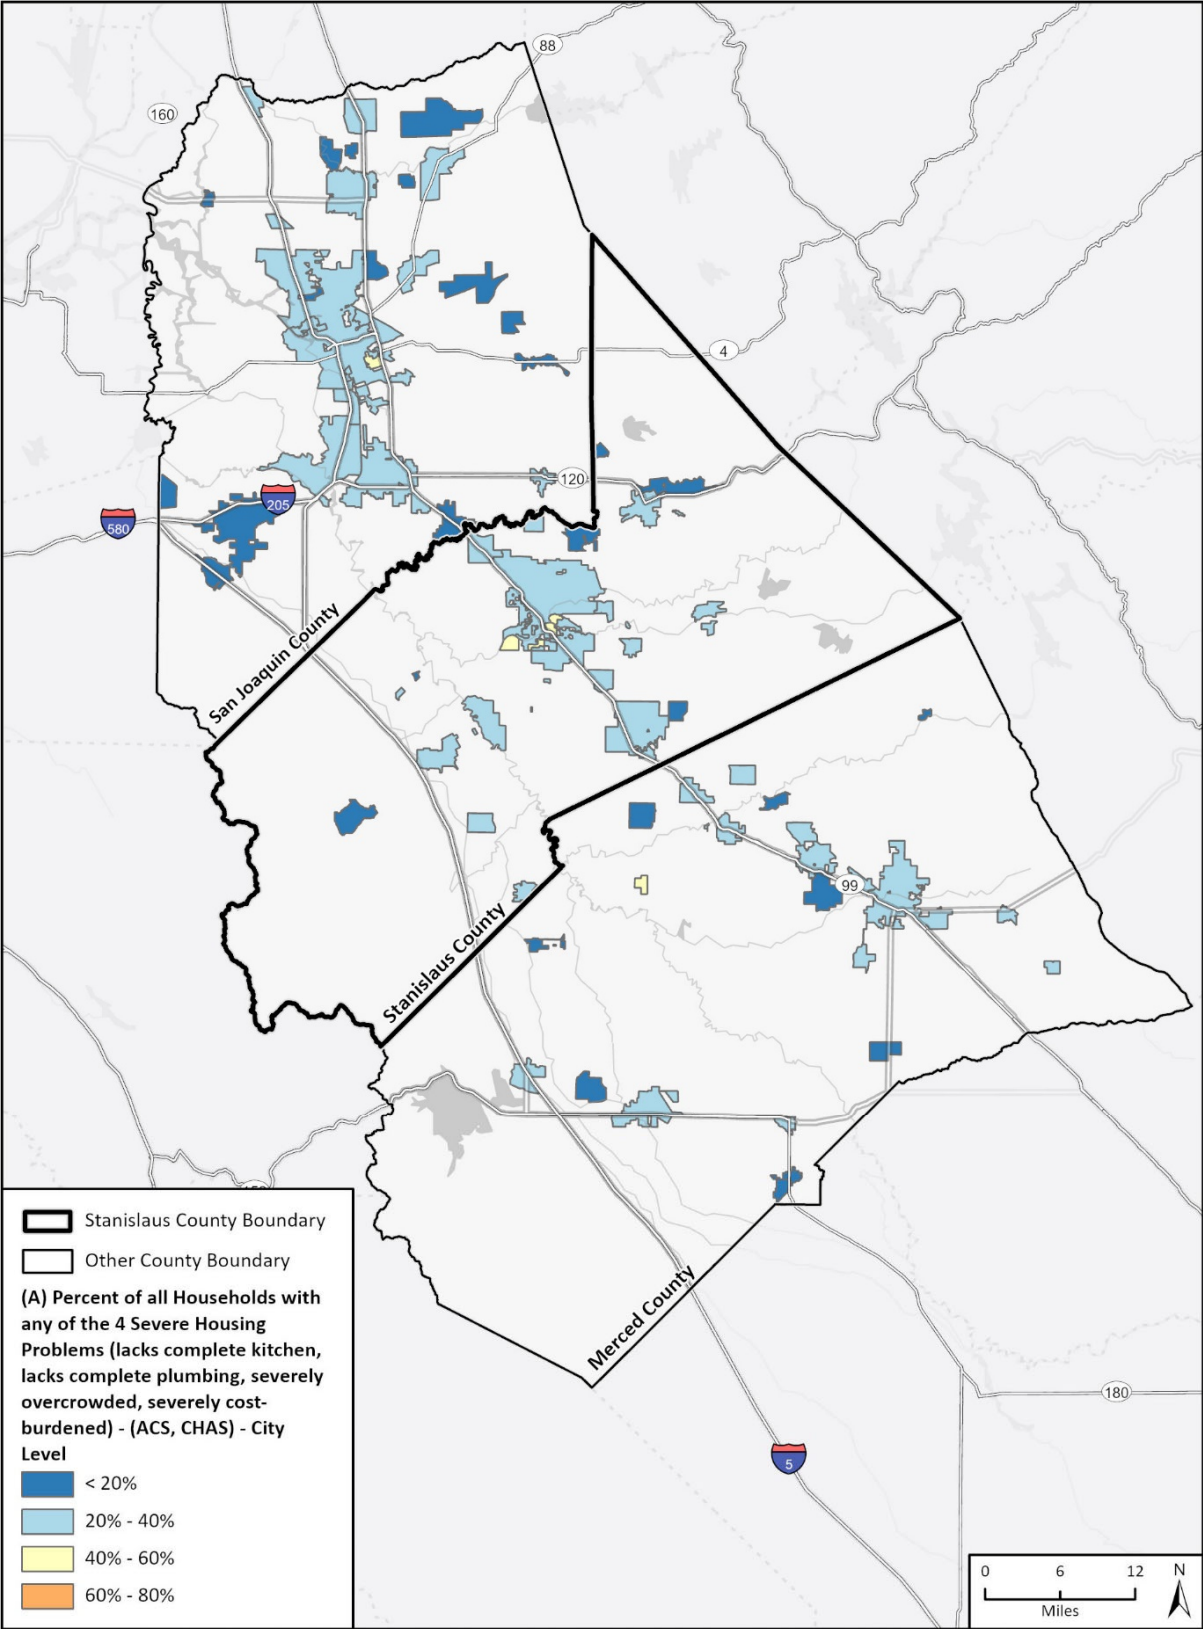 88
160
4
120
205
580
San Joaquin County
99
Stanislaus County
Merced County
180
5
Stanislaus County Boundary
Other County Boundary
(A) Percent of all Households with
any of the 4 Severe Housing
Problems (lacks complete kitchen,
lacks complete plumbing, severely
overcrowded, severely cost-
burdened) - (ACS, CHAS) - City
Level
< 20%
20% - 40%
40% - 60%
60% - 80%
0 6 12
Miles
N